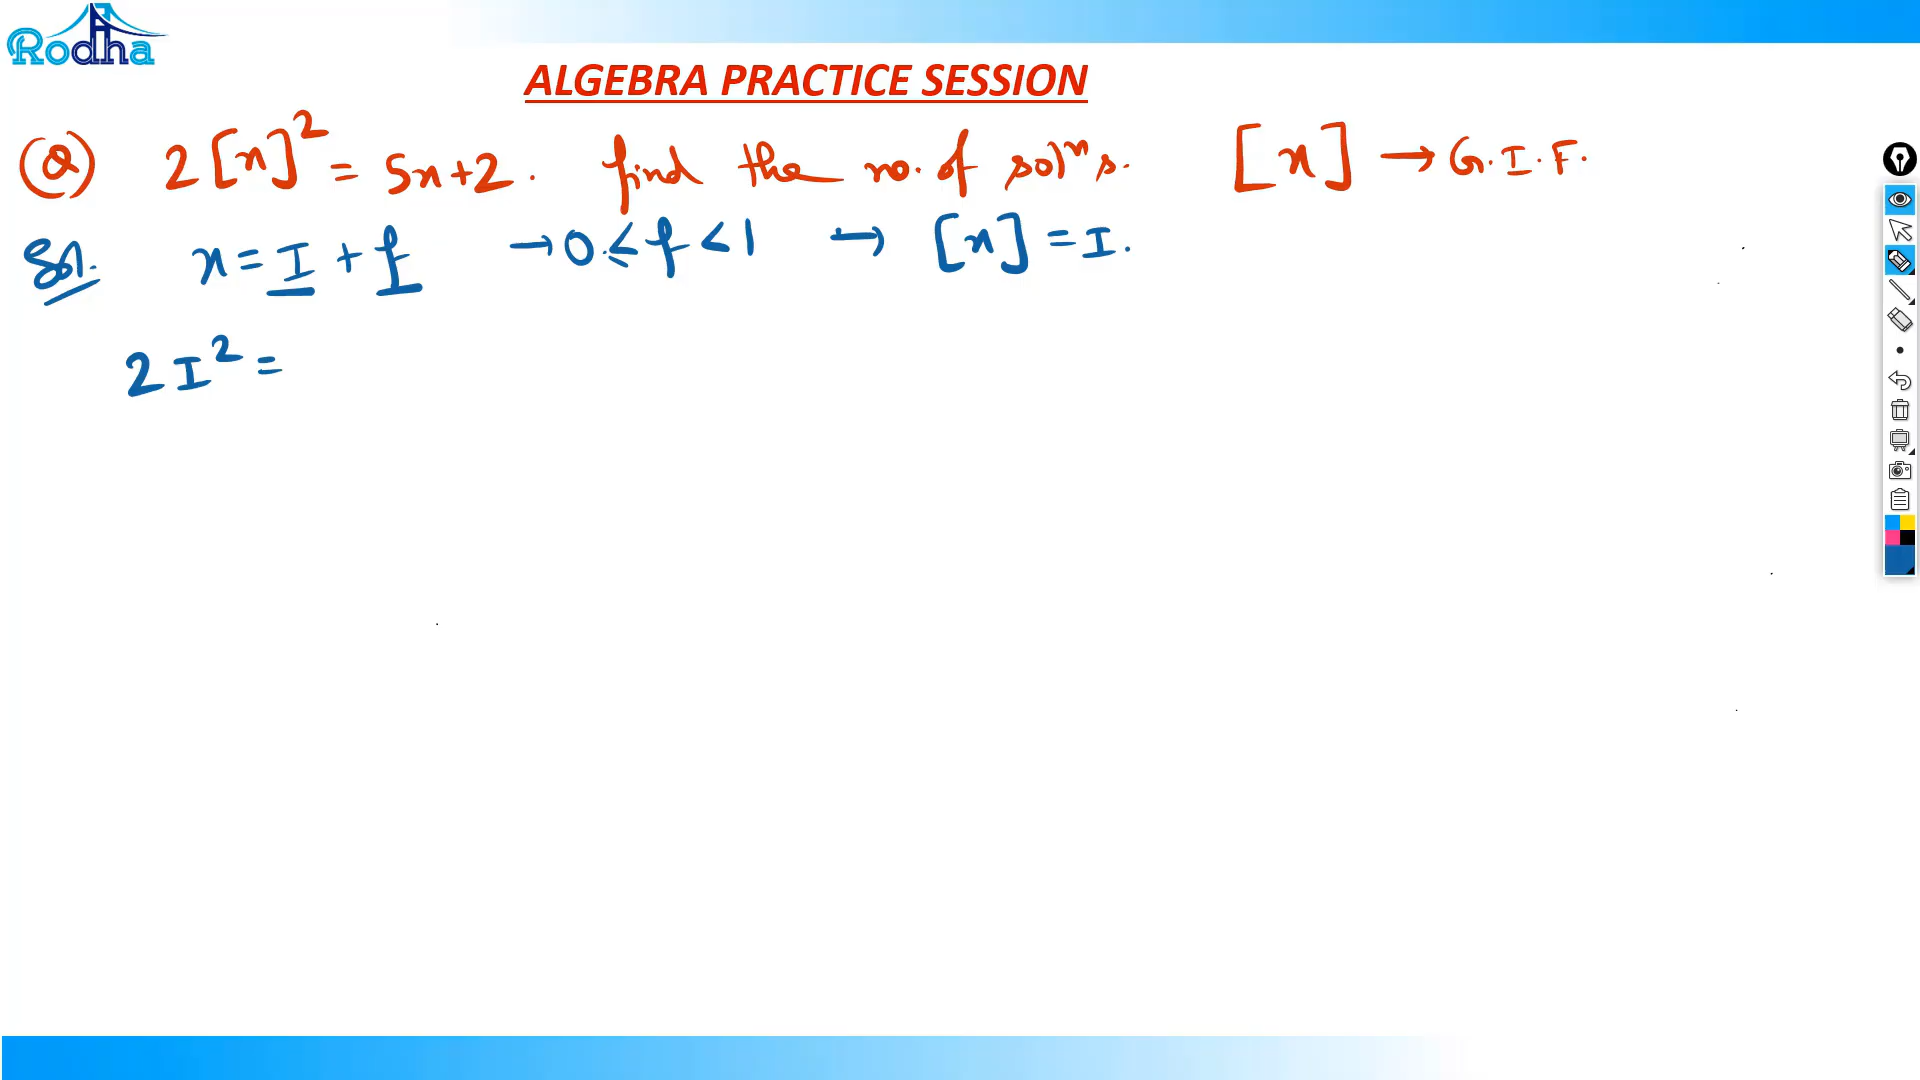 Rodha
ALGEBRA PRACTICE SESSION
(Q) 2[x]² = 5x+2. find the no. of solⁿs. [x] → G.I.F.
Sol. x = I + f → 0 ≤ f < 1 → [x] = I.
2I² =